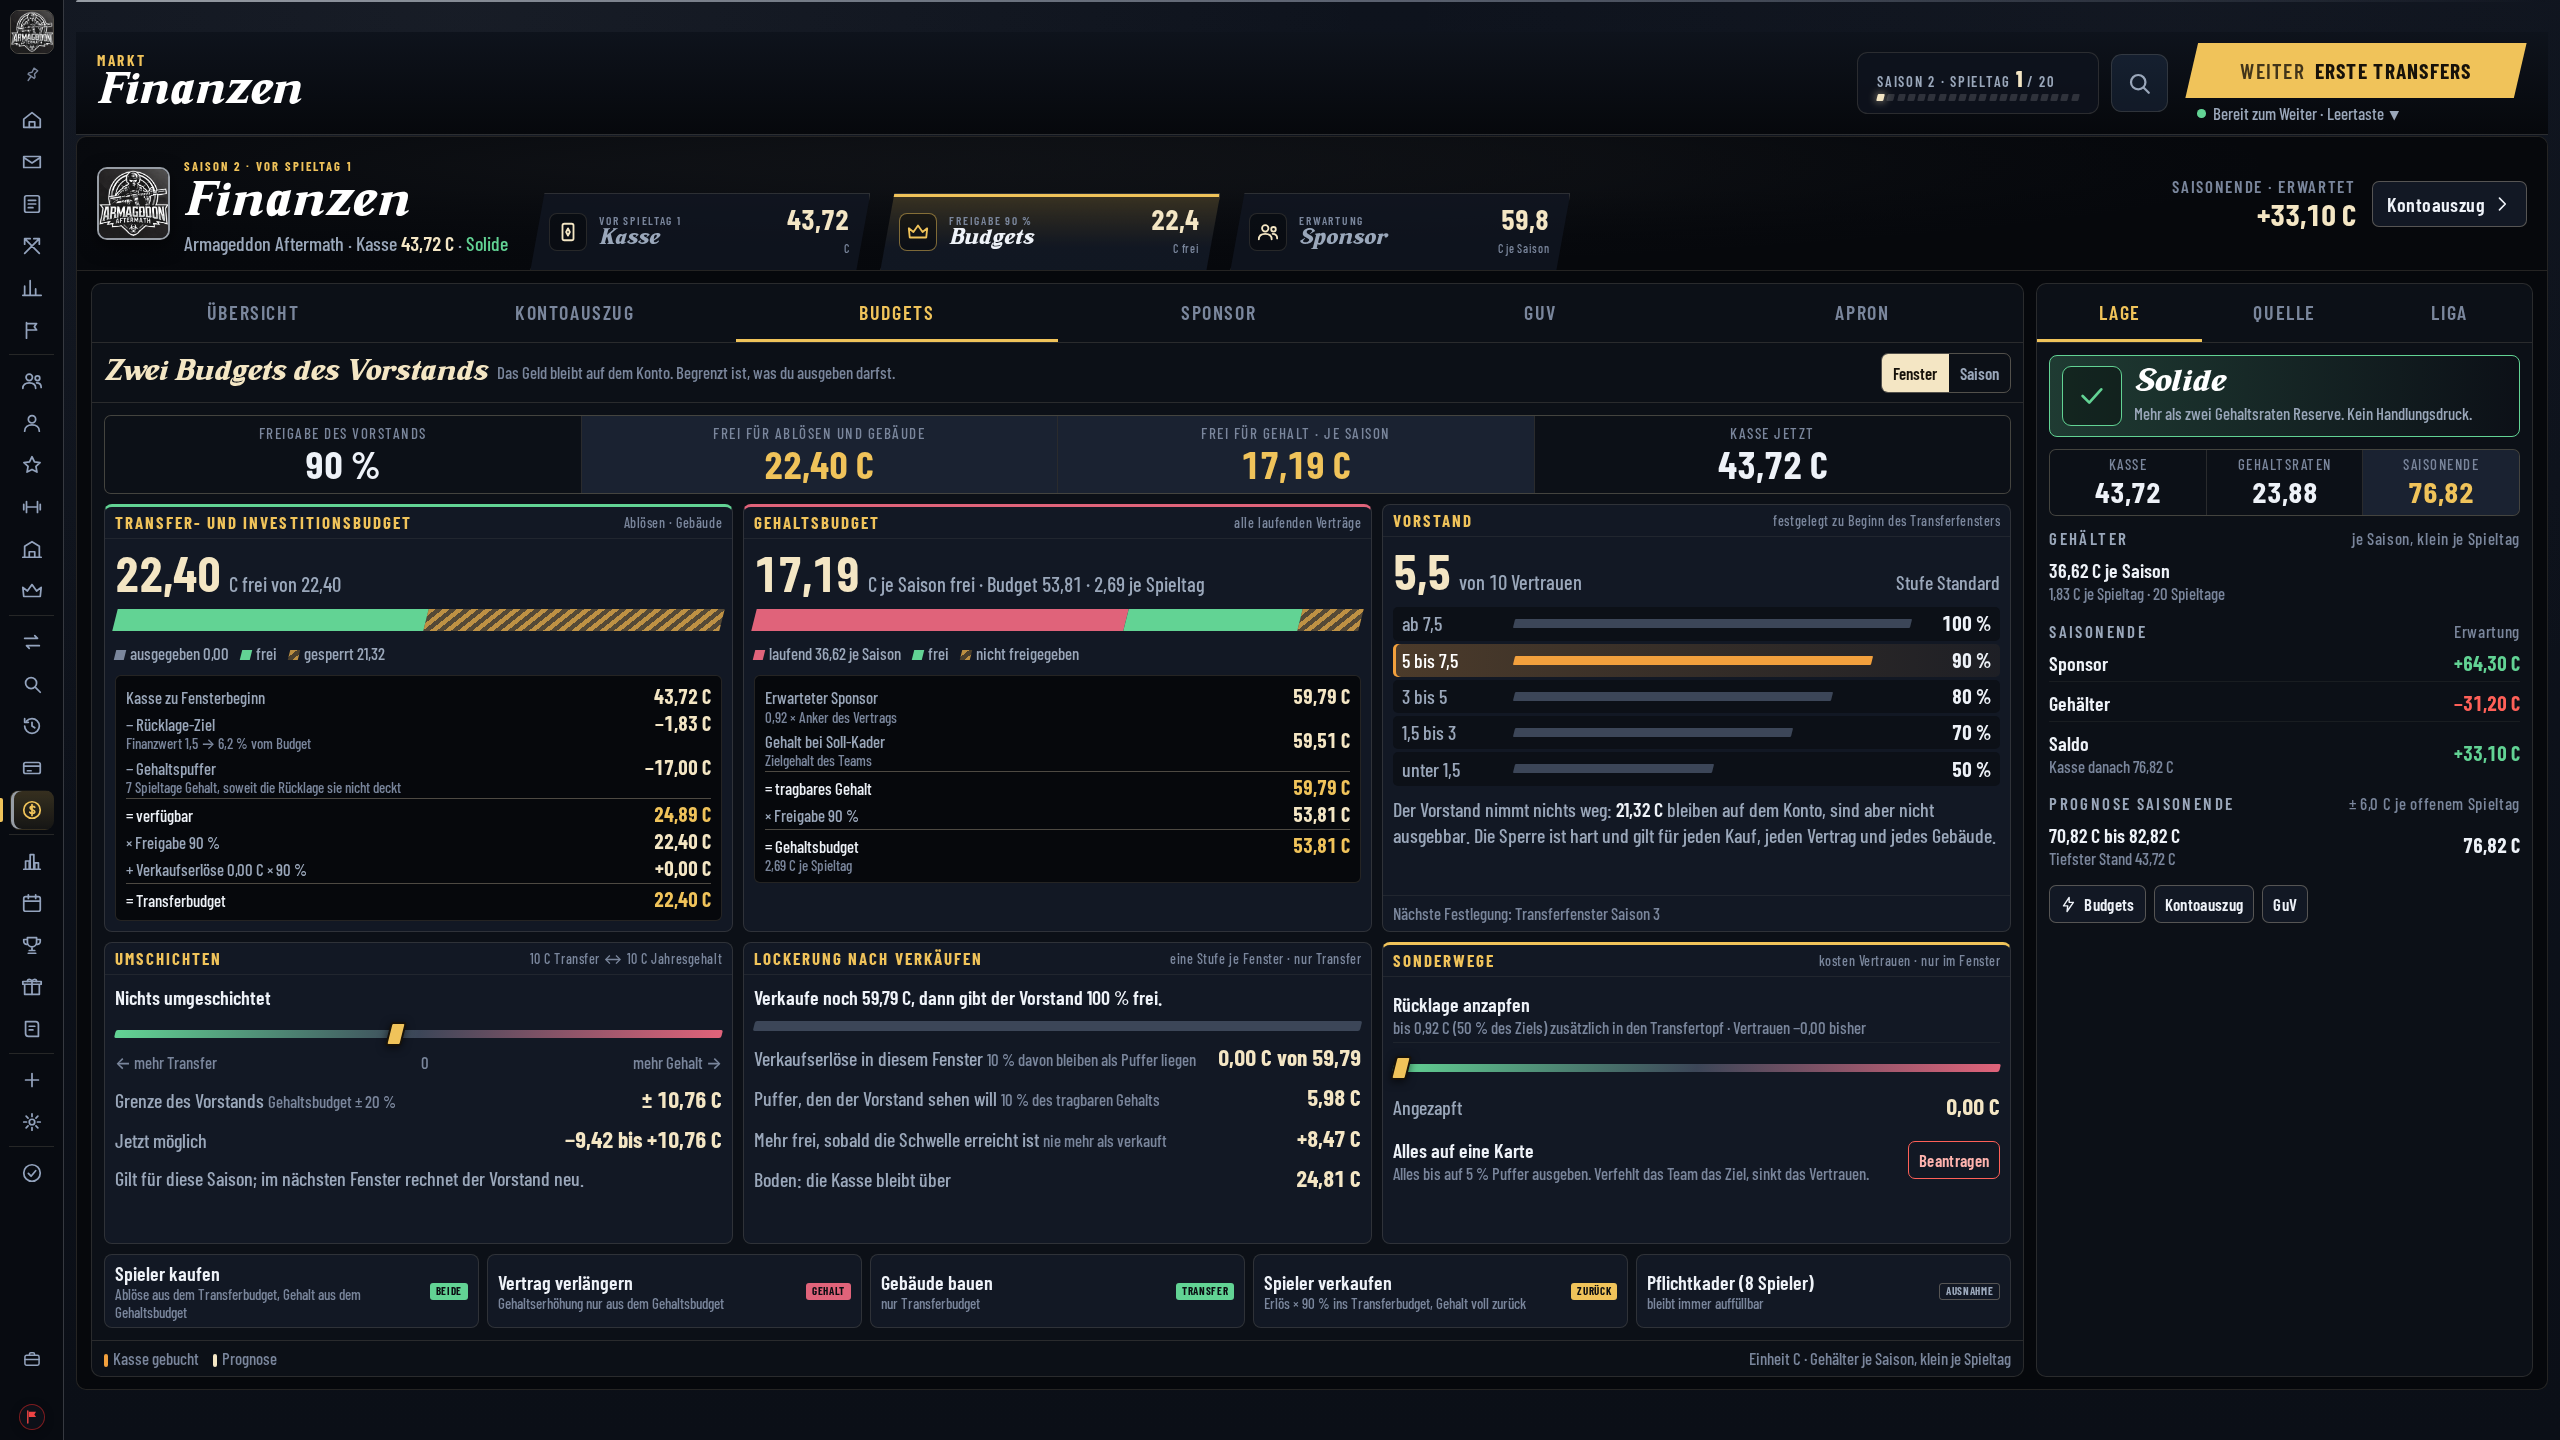 MARKT
Finanzen
SAISON 2 · SPIELTAG 1 / 20
WEITER ERSTE TRANSFERS
Bereit zum Weiter · Leertaste ▼
ARMAGEDDON
AFTERMATH
SAISON 2 · VOR SPIELTAG 1
Finanzen
Armageddon Aftermath · Kasse 43,72 C · Solide
VOR SPIELTAG 1
Kasse
43,72
C
FREIGABE 90 %
Budgets
22,4
C frei
ERWARTUNG
Sponsor
59,8
C je Saison
SAISONENDE · ERWARTET
+33,10 C
Kontoauszug
ÜBERSICHT KONTOAUSZUG BUDGETS SPONSOR GUV APRON
Zwei Budgets des Vorstands Das Geld bleibt auf dem Konto. Begrenzt ist, was du ausgeben darfst.
Fenster Saison
FREIGABE DES VORSTANDS
90 %
FREI FÜR ABLÖSEN UND GEBÄUDE
22,40 C
FREI FÜR GEHALT · JE SAISON
17,19 C
KASSE JETZT
43,72 C
TRANSFER- UND INVESTITIONSBUDGET Ablösen · Gebäude
22,40 C frei von 22,40
ausgegeben 0,00 frei gesperrt 21,32
Kasse zu Fensterbeginn 43,72 C
− Rücklage-Ziel −1,83 C
Finanzwert 1,5 → 6,2 % vom Budget
− Gehaltspuffer −17,00 C
7 Spieltage Gehalt, soweit die Rücklage sie nicht deckt
= verfügbar 24,89 C
× Freigabe 90 % 22,40 C
+ Verkaufserlöse 0,00 C × 90 % +0,00 C
= Transferbudget 22,40 C
GEHALTSBUDGET alle laufenden Verträge
17,19 C je Saison frei · Budget 53,81 · 2,69 je Spieltag
laufend 36,62 je Saison frei nicht freigegeben
Erwarteter Sponsor 59,79 C
0,92 × Anker des Vertrags
Gehalt bei Soll-Kader 59,51 C
Zielgehalt des Teams
= tragbares Gehalt 59,79 C
× Freigabe 90 % 53,81 C
= Gehaltsbudget 53,81 C
2,69 C je Spieltag
VORSTAND festgelegt zu Beginn des Transferfensters
5,5 von 10 Vertrauen Stufe Standard
ab 7,5 100 %
5 bis 7,5 90 %
3 bis 5 80 %
1,5 bis 3 70 %
unter 1,5 50 %
Der Vorstand nimmt nichts weg: 21,32 C bleiben auf dem Konto, sind aber nicht
ausgebbar. Die Sperre ist hart und gilt für jeden Kauf, jeden Vertrag und jedes Gebäude.
Nächste Festlegung: Transferfenster Saison 3
UMSCHICHTEN 10 C Transfer ↔ 10 C Jahresgehalt
Nichts umgeschichtet
← mehr Transfer 0 mehr Gehalt →
Grenze des Vorstands Gehaltsbudget ± 20 % ± 10,76 C
Jetzt möglich −9,42 bis +10,76 C
Gilt für diese Saison; im nächsten Fenster rechnet der Vorstand neu.
LOCKERUNG NACH VERKÄUFEN eine Stufe je Fenster · nur Transfer
Verkaufe noch 59,79 C, dann gibt der Vorstand 100 % frei.
Verkaufserlöse in diesem Fenster 10 % davon bleiben als Puffer liegen 0,00 C von 59,79
Puffer, den der Vorstand sehen will 10 % des tragbaren Gehalts 5,98 C
Mehr frei, sobald die Schwelle erreicht ist nie mehr als verkauft +8,47 C
Boden: die Kasse bleibt über 24,81 C
SONDERWEGE kosten Vertrauen · nur im Fenster
Rücklage anzapfen
bis 0,92 C (50 % des Ziels) zusätzlich in den Transfertopf · Vertrauen −0,00 bisher
Angezapft 0,00 C
Alles auf eine Karte
Alles bis auf 5 % Puffer ausgeben. Verfehlt das Team das Ziel, sinkt das Vertrauen.
Beantragen
Spieler kaufen
Ablöse aus dem Transferbudget, Gehalt aus dem
Gehaltsbudget
BEIDE
Vertrag verlängern
Gehaltserhöhung nur aus dem Gehaltsbudget
GEHALT
Gebäude bauen
nur Transferbudget
TRANSFER
Spieler verkaufen
Erlös × 90 % ins Transferbudget, Gehalt voll zurück
ZURÜCK
Pflichtkader (8 Spieler)
bleibt immer auffüllbar
AUSNAHME
Kasse gebucht Prognose
Einheit C · Gehälter je Saison, klein je Spieltag
LAGE QUELLE LIGA
Solide
Mehr als zwei Gehaltsraten Reserve. Kein Handlungsdruck.
KASSE
43,72
GEHALTSRATEN
23,88
SAISONENDE
76,82
GEHÄLTER je Saison, klein je Spieltag
36,62 C je Saison
1,83 C je Spieltag · 20 Spieltage
SAISONENDE Erwartung
Sponsor +64,30 C
Gehälter −31,20 C
Saldo +33,10 C
Kasse danach 76,82 C
PROGNOSE SAISONENDE ± 6,0 C je offenem Spieltag
70,82 C bis 82,82 C 76,82 C
Tiefster Stand 43,72 C
Budgets Kontoauszug GuV